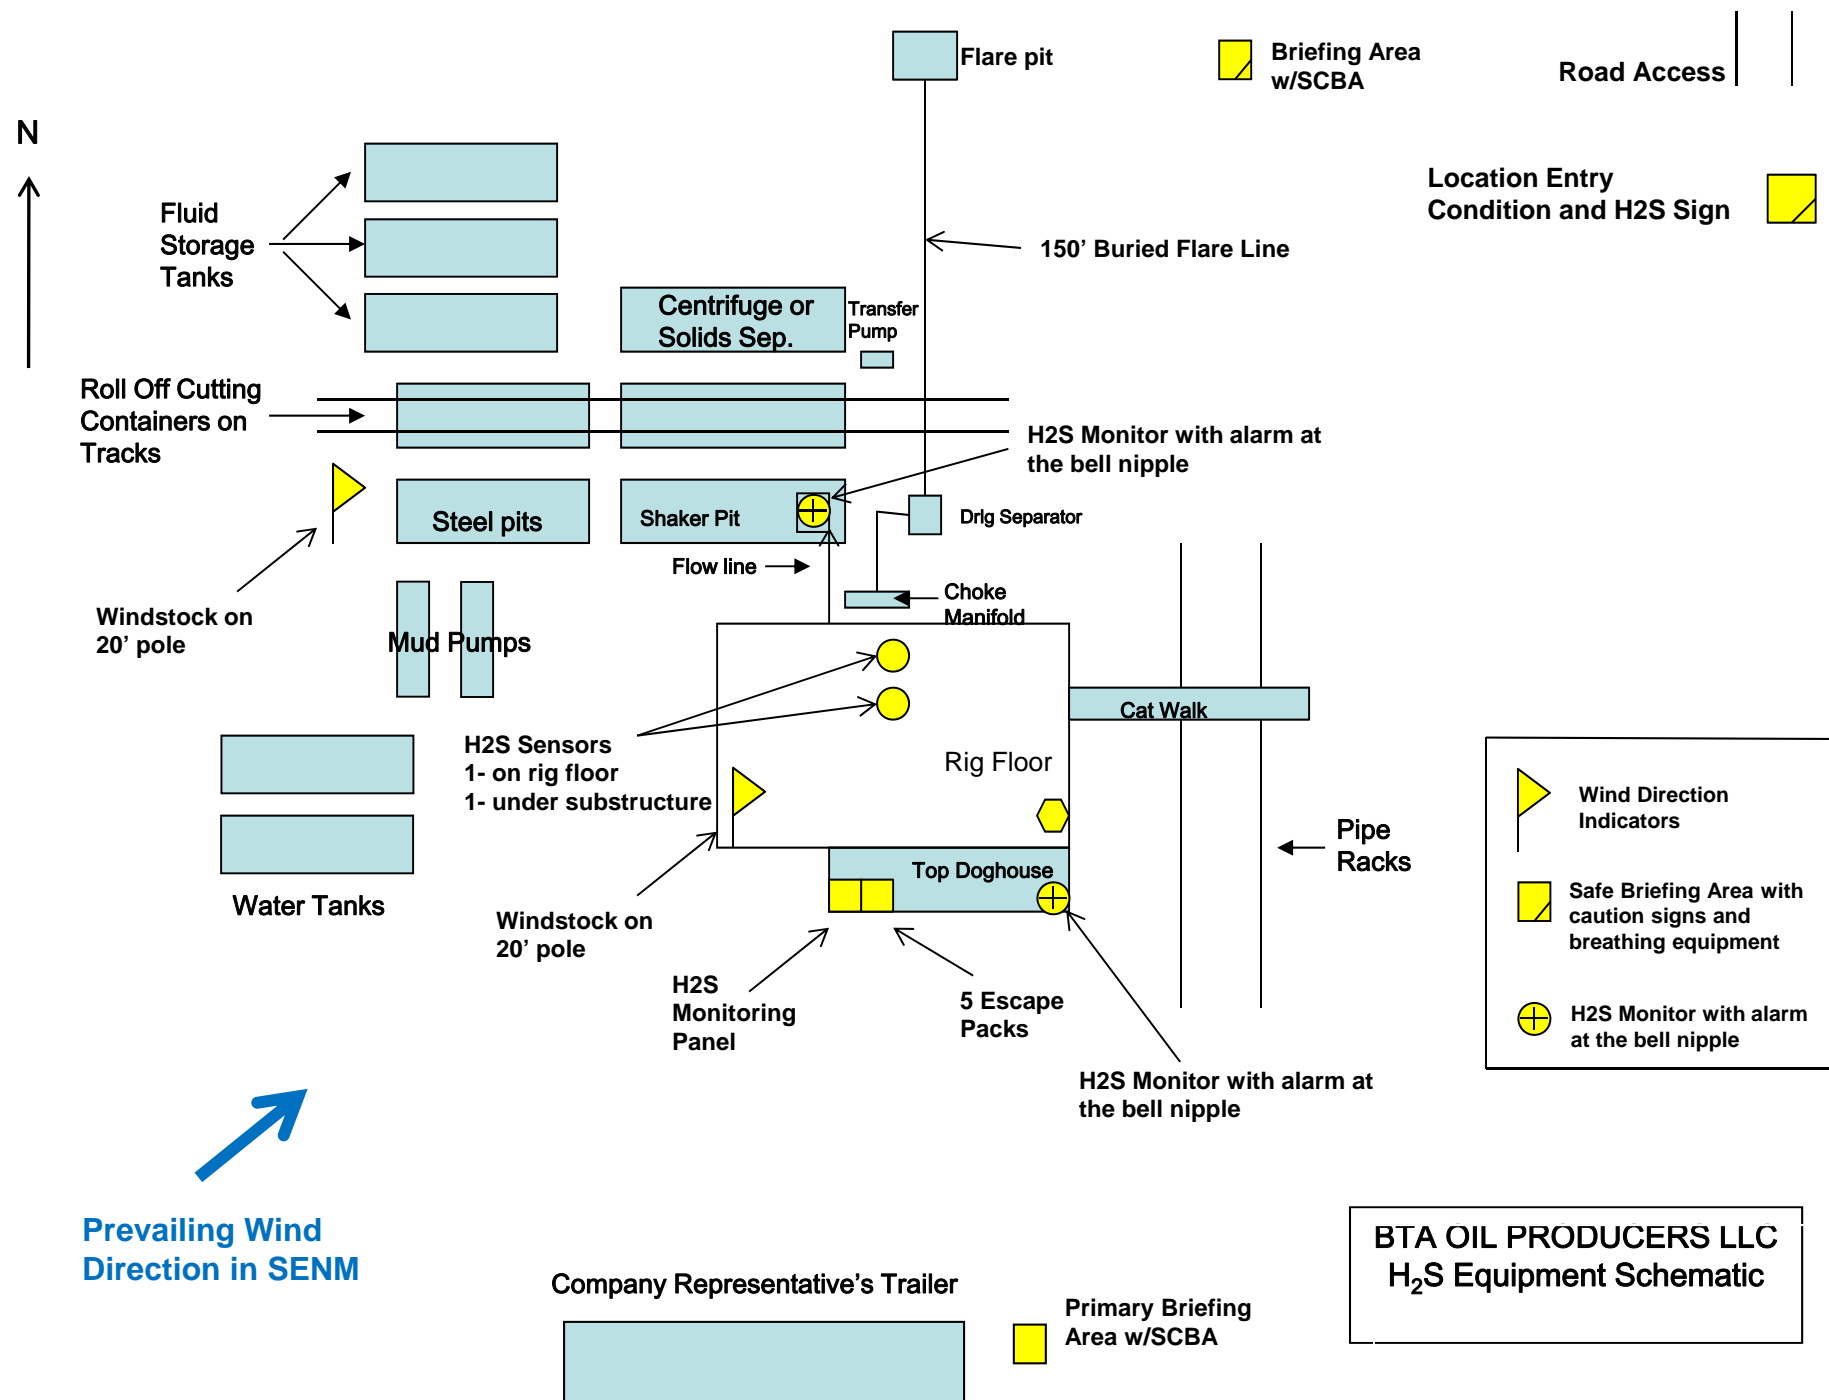 Flare pit
Briefing Area
w/SCBA
Road Access
N
Location Entry
Condition and H2S Sign
Fluid
Storage
Tanks
150' Buried Flare Line
Centrifuge or
Solids Sep.
Transfer
Pump
Roll Off Cutting
Containers on
Tracks
H2S Monitor with alarm at
the bell nipple
Steel pits
Shaker Pit
Drlg Separator
Flow line
Choke
Manifold
Windstock on
20' pole
Mud Pumps
Cat Walk
H2S Sensors
1- on rig floor
1- under substructure
Rig Floor
Wind Direction
Indicators
Pipe
Racks
Top Doghouse
Water Tanks
Windstock on
20' pole
Safe Briefing Area with
caution signs and
breathing equipment
H2S
Monitoring
Panel
5 Escape
Packs
H2S Monitor with alarm
at the bell nipple
H2S Monitor with alarm at
the bell nipple
Prevailing Wind
Direction in SENM
BTA OIL PRODUCERS LLC
H₂S Equipment Schematic
Company Representative's Trailer
Primary Briefing
Area w/SCBA